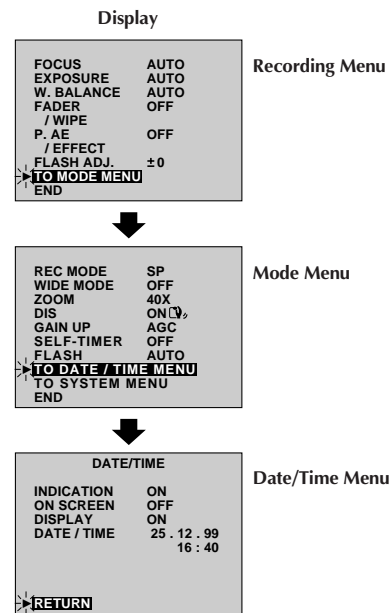 Display
FOCUS AUTO
EXPOSURE AUTO
W. BALANCE AUTO
FADER OFF
/ WIPE
P. AE OFF
/ EFFECT
FLASH ADJ. ±0
TO MODE MENU
END
Recording Menu
REC MODE SP
WIDE MODE OFF
ZOOM 40X
DIS ON
GAIN UP AGC
SELF-TIMER OFF
FLASH AUTO
TO DATE / TIME MENU
TO SYSTEM MENU
END
Mode Menu
DATE/TIME
INDICATION ON
ON SCREEN OFF
DISPLAY ON
DATE / TIME 25 . 12 . 99
16 : 40
RETURN
Date/Time Menu